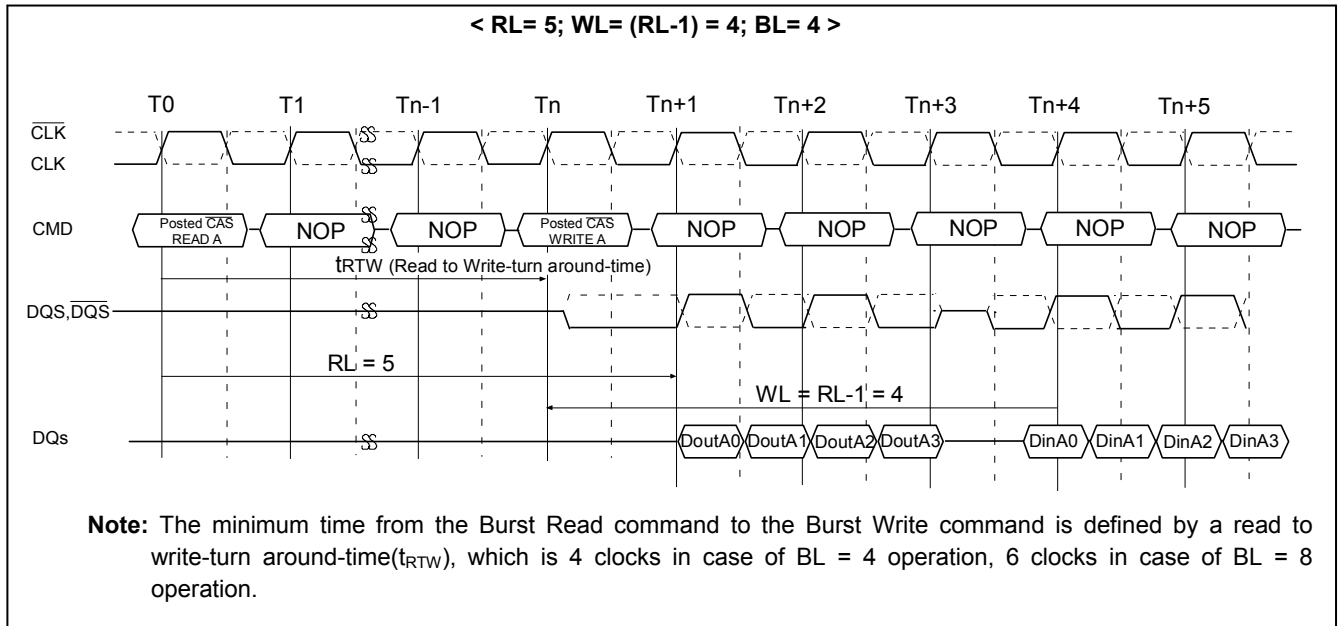 < RL= 5; WL= (RL-1) = 4; BL= 4 >
T0 T1 Tn-1 Tn Tn+1 Tn+2 Tn+3 Tn+4 Tn+5
CLK
CLK
CMD
Posted CAS
READ A
NOP
NOP
Posted CAS
WRITE A
NOP
NOP
NOP
NOP
NOP
tRTW (Read to Write-turn around-time)
DQS,DQS
RL = 5
WL = RL-1 = 4
DQs
DoutA0 DoutA1 DoutA2 DoutA3 DinA0 DinA1 DinA2 DinA3
Note: The minimum time from the Burst Read command to the Burst Write command is defined by a read to
write-turn around-time(tRTW), which is 4 clocks in case of BL = 4 operation, 6 clocks in case of BL = 8
operation.